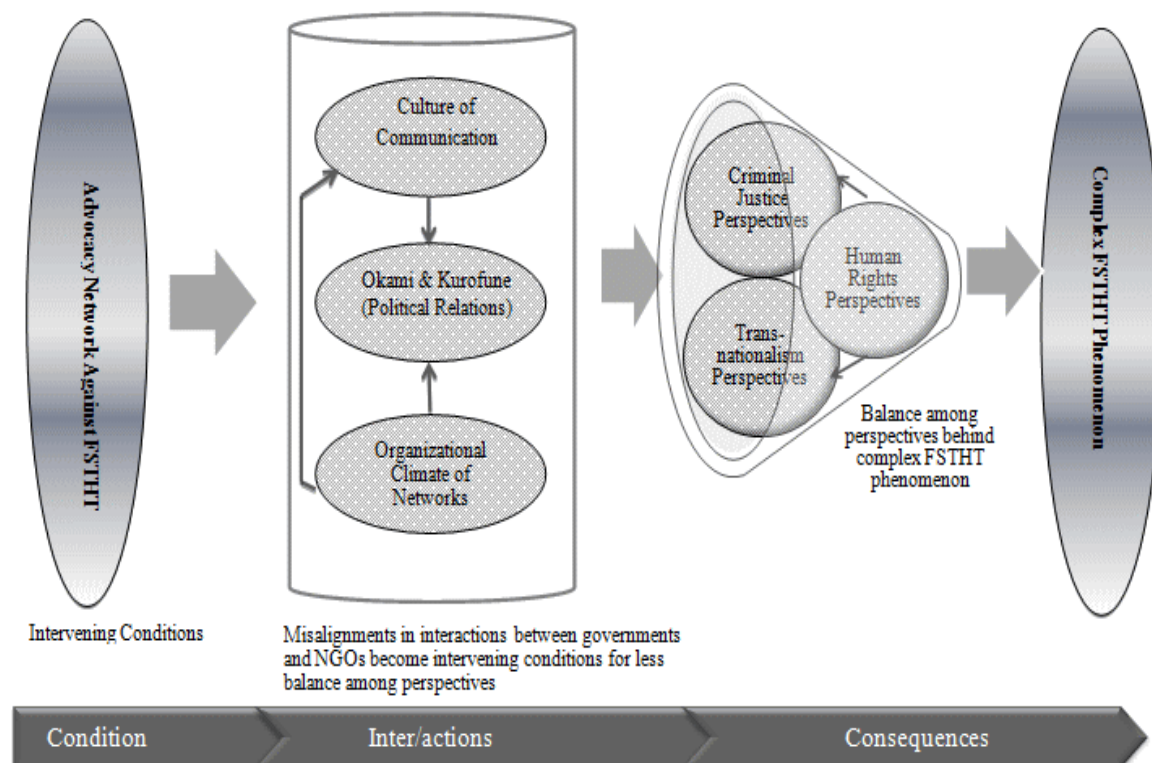 Advocacy Network Against FSTHT
Intervening Conditions
Culture of
Communication
Okami & Kurofune
(Political Relations)
Organizational
Climate of
Networks
Misalignments in interactions between governments
and NGOs become intervening conditions for less
balance among perspectives
Criminal
Justice
Perspectives
Human
Rights
Perspectives
Trans-
nationalism
Perspectives
Balance among
perspectives behind
complex FSTHT
phenomenon
Complex FSTHT Phenomenon
Condition
Inter/actions
Consequences